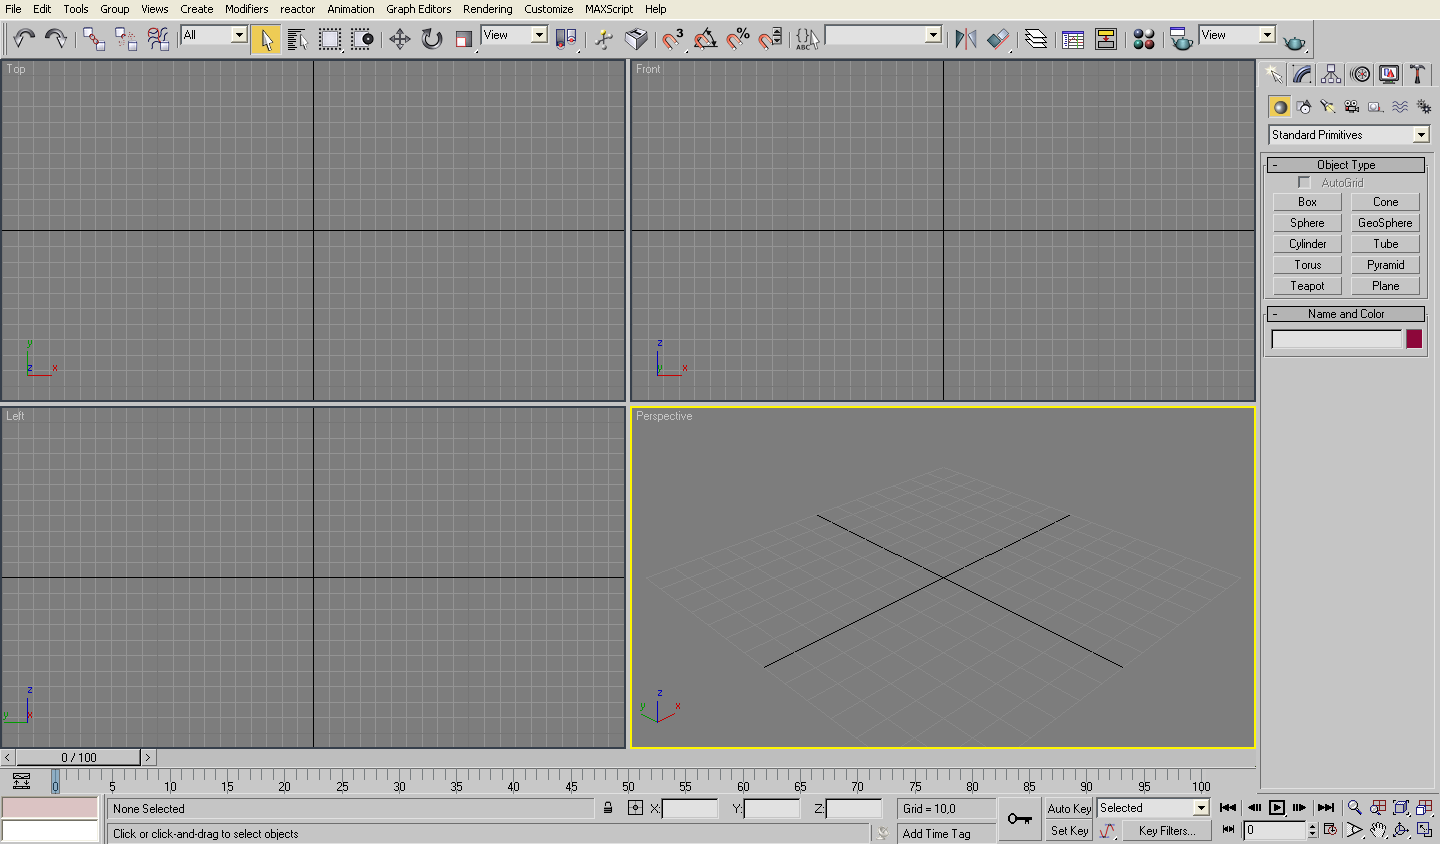 File Edit Tools Group Views Create Modifiers reactor Animation Graph Editors Rendering Customize MAXScript Help
All View 3 % {} ABC View
Top
Front
Standard Primitives
- Object Type
AutoGrid
Box Cone
Sphere GeoSphere
Cylinder Tube
Torus Pyramid
Teapot Plane
- Name and Color
y
z x
z
y x
Left
Perspective
z
y x
z
y x
< 0 / 100 >
0 5 10 15 20 25 30 35 40 45 50 55 60 65 70 75 80 85 90 95 100
None Selected X: Y: Z: Grid = 10,0 Auto Key Selected
Click or click-and-drag to select objects Add Time Tag Set Key Key Filters... 0